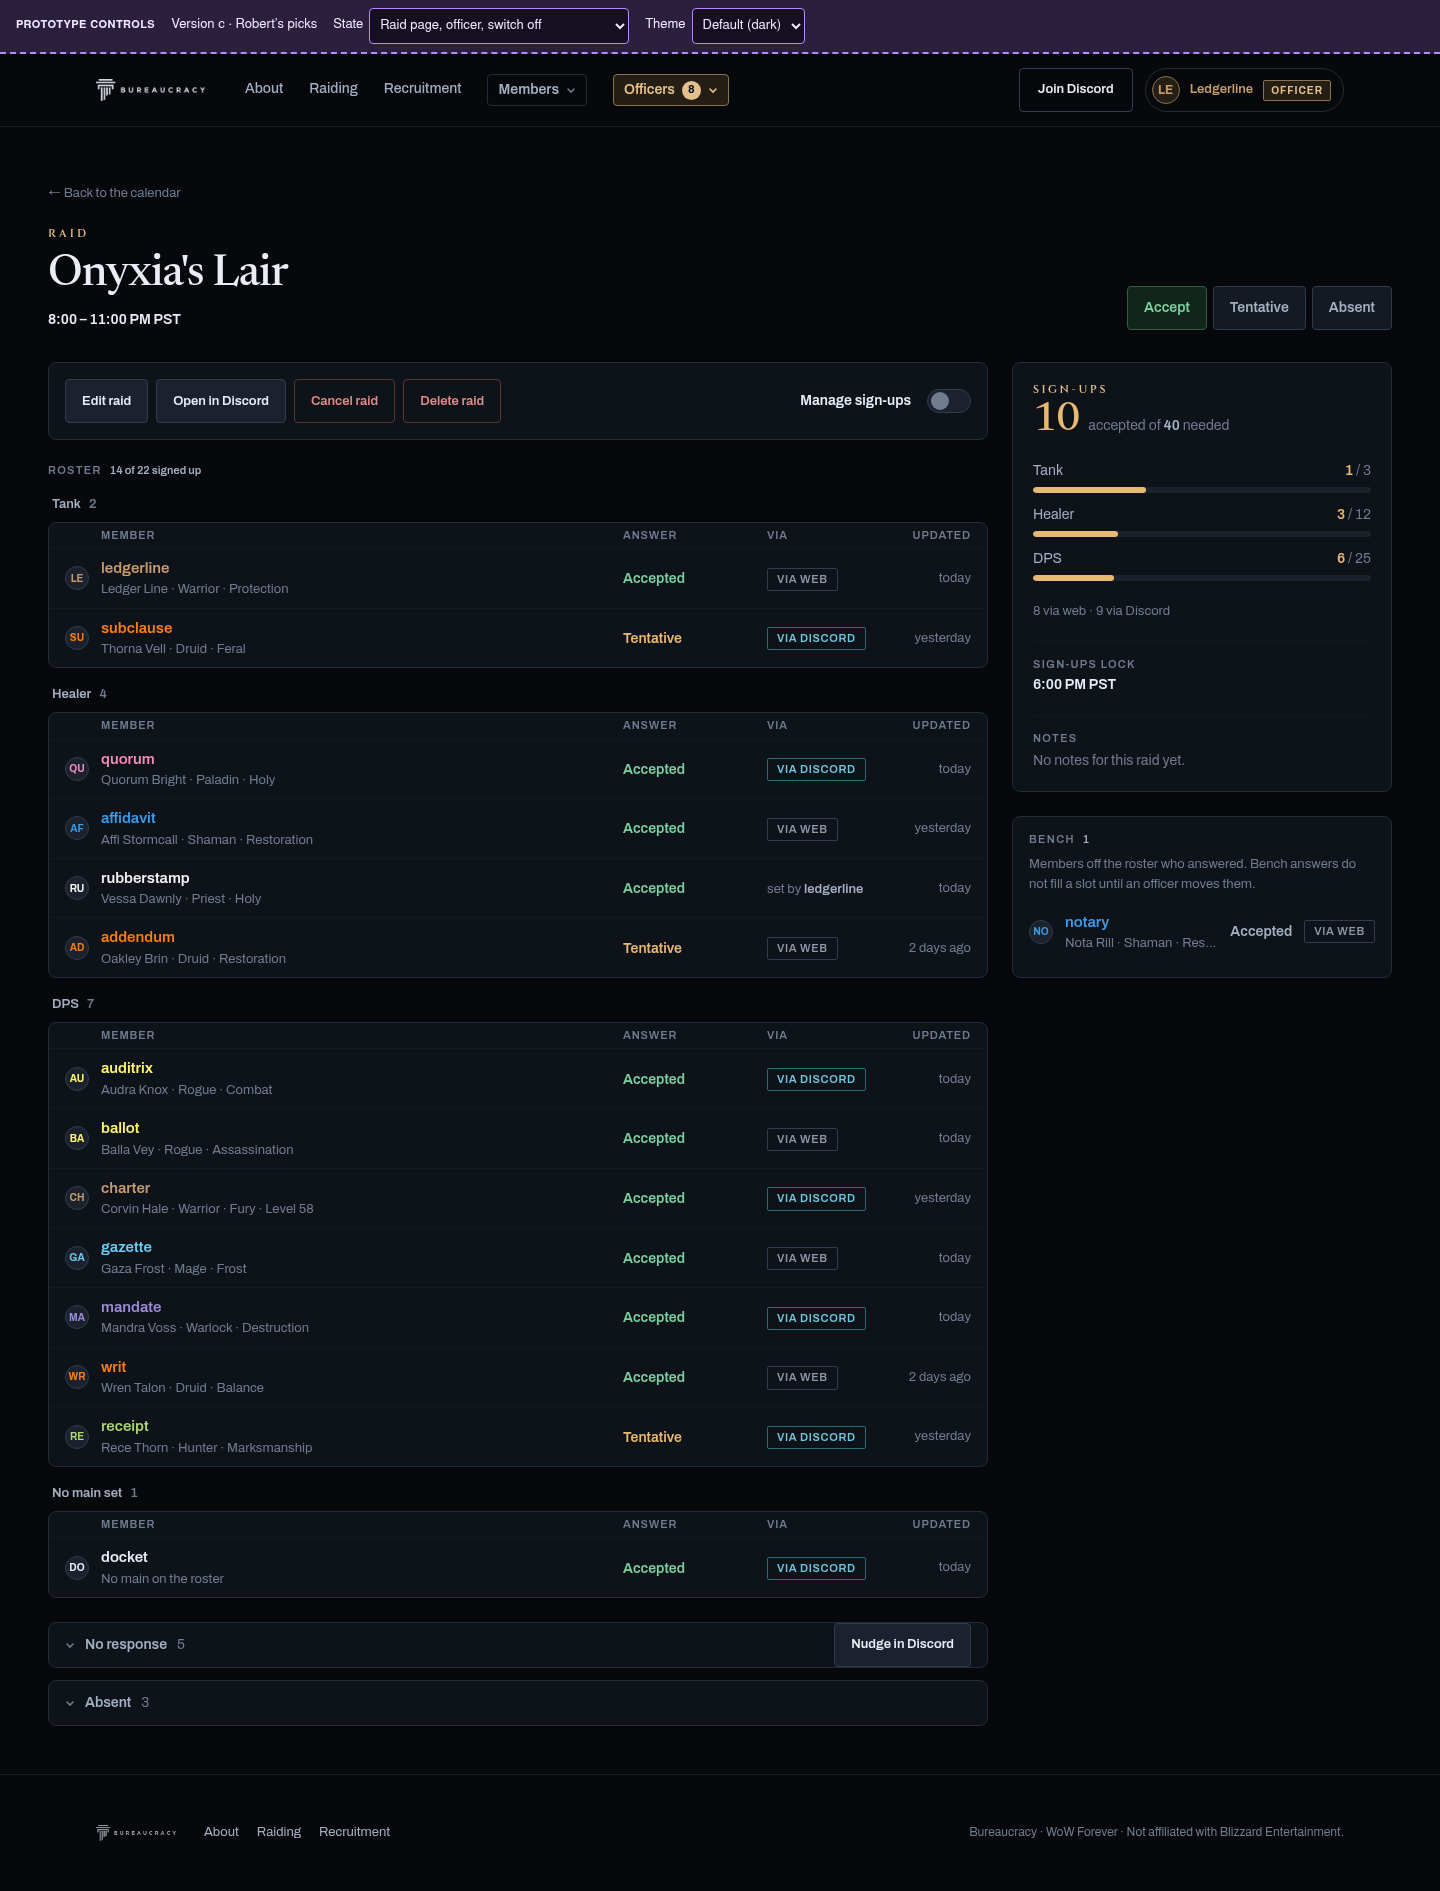 PROTOTYPE CONTROLS Version c · Robert's picks State Raid page, officer, switch off Theme Default (dark)
BUREAUCRACY About Raiding Recruitment Members Officers 8 Join Discord LE Ledgerline OFFICER
← Back to the calendar
RAID
Onyxia's Lair
8:00 – 11:00 PM PST
Accept Tentative Absent
Edit raid Open in Discord Cancel raid Delete raid Manage sign-ups
ROSTER 14 of 22 signed up
Tank 2
MEMBER ANSWER VIA UPDATED
LE ledgerline Accepted VIA WEB today
Ledger Line · Warrior · Protection
SU subclause Tentative VIA DISCORD yesterday
Thorna Vell · Druid · Feral
Healer 4
MEMBER ANSWER VIA UPDATED
QU quorum Accepted VIA DISCORD today
Quorum Bright · Paladin · Holy
AF affidavit Accepted VIA WEB yesterday
Affi Stormcall · Shaman · Restoration
RU rubberstamp Accepted set by ledgerline today
Vessa Dawnly · Priest · Holy
AD addendum Tentative VIA WEB 2 days ago
Oakley Brin · Druid · Restoration
DPS 7
MEMBER ANSWER VIA UPDATED
AU auditrix Accepted VIA DISCORD today
Audra Knox · Rogue · Combat
BA ballot Accepted VIA WEB today
Balla Vey · Rogue · Assassination
CH charter Accepted VIA DISCORD yesterday
Corvin Hale · Warrior · Fury · Level 58
GA gazette Accepted VIA WEB today
Gaza Frost · Mage · Frost
MA mandate Accepted VIA DISCORD today
Mandra Voss · Warlock · Destruction
WR writ Accepted VIA WEB 2 days ago
Wren Talon · Druid · Balance
RE receipt Tentative VIA DISCORD yesterday
Rece Thorn · Hunter · Marksmanship
No main set 1
MEMBER ANSWER VIA UPDATED
DO docket Accepted VIA DISCORD today
No main on the roster
No response 5 Nudge in Discord
Absent 3
SIGN-UPS
10 accepted of 40 needed
Tank 1 / 3
Healer 3 / 12
DPS 6 / 25
8 via web · 9 via Discord
SIGN-UPS LOCK
6:00 PM PST
NOTES
No notes for this raid yet.
BENCH 1
Members off the roster who answered. Bench answers do
not fill a slot until an officer moves them.
NO notary Accepted VIA WEB
Nota Rill · Shaman · Res...
BUREAUCRACY About Raiding Recruitment Bureaucracy · WoW Forever · Not affiliated with Blizzard Entertainment.